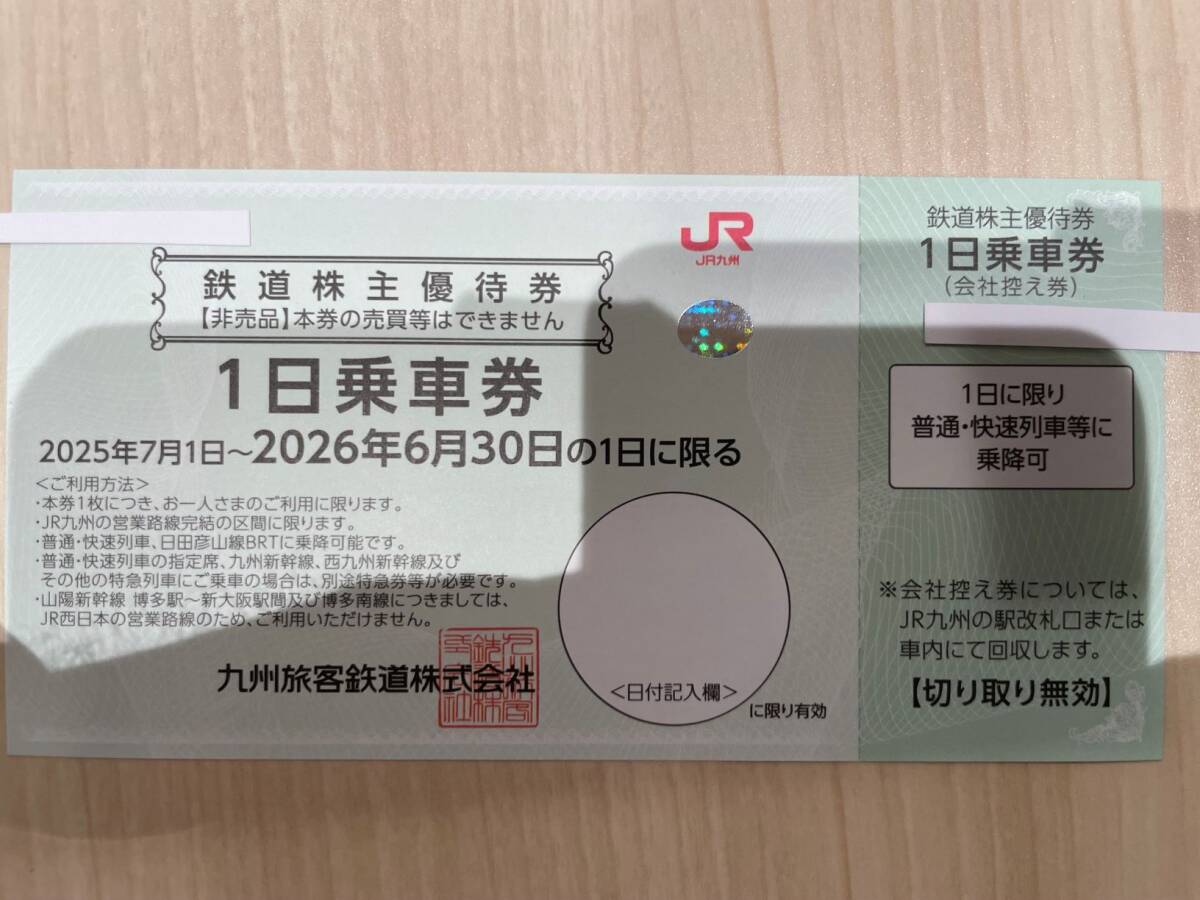 JR
JR九州
鉄道株主優待券
【非売品】本券の売買等はできません
1日乗車券
2025年7月1日～2026年6月30日の1日に限る
＜ご利用方法＞
・本券1枚につき、お一人さまのご利用に限ります。
・JR九州の営業路線完結の区間に限ります。
・普通・快速列車、日田彦山線BRTに乗降可能です。
・普通・快速列車の指定席、九州新幹線、西九州新幹線及び
その他の特急列車にご乗車の場合は、別途特急券等が必要です。
・山陽新幹線 博多駅～新大阪駅間及び博多南線につきましては、
JR西日本の営業路線のため、ご利用いただけません。
九州旅客鉄道株式会社
＜日付記入欄＞
に限り有効
鉄道株主優待券
1日乗車券
（会社控え券）
1日に限り
普通・快速列車等に
乗降可
※会社控え券については、
JR九州の駅改札口または
車内にて回収します。
【切り取り無効】